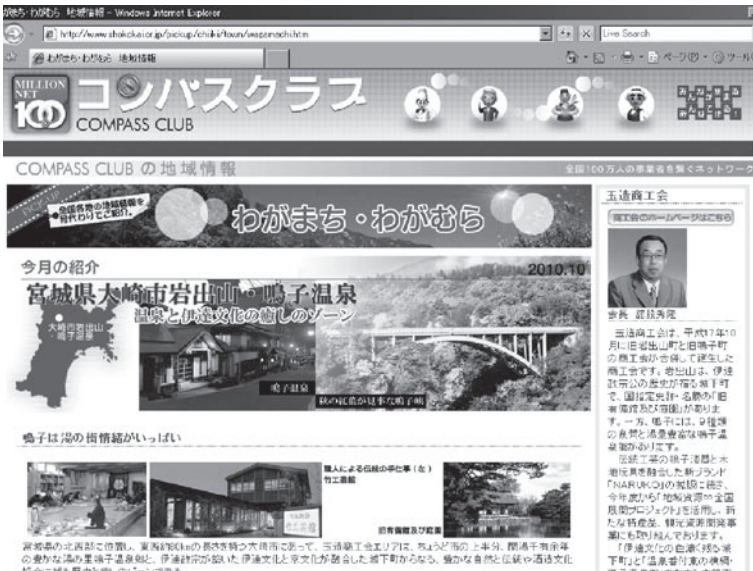 がまち・わがむら 地域情報 - Windows Internet Explorer
http://www.shokokai.or.jp/pickup/chiiki/town/wagamachi.htm
Live Search
わがまち・わがむら 地域情報
ページ(P)
ツール
MILLION
NET
100
コンパスクラブ
COMPASS CLUB
COMPASS CLUB の地域情報
全国100万人の事業者を繋ぐネットワーク
全国各地の地域情報を
月代わりでご紹介。
わがまち・わがむら
今月の紹介
2010.10
宮城県大崎市岩出山・鳴子温泉
温泉と伊達文化の癒しのゾーン
大崎市岩出山
・鳴子温泉
鳴子温泉
秋の紅葉が見事な鳴子峡
鳴子は湯の街情緒がいっぱい
職人による伝統の手仕事(左)
竹工芸館
旧有備館及び庭園
宮城県の北西部に位置し、東西約80kmの長さを持つ大崎市にあって、玉造商工会エリアは、ちょうど市の上半分、開湯千有余年
の豊かな湯の里鳴子温泉郷と、伊達政宗が築いた伊達文化と京文化が融合した城下町からなる、豊かな自然と伝統や酒造文化
玉造商工会
商工会のホームページはこちら
会長
玉造商工会は、平成17年10
月に旧岩出山町と旧鳴子町
の商工会が合併して誕生した
商工会です。岩出山は、伊達
政宗公の歴史が宿る城下町
で、国指定史跡・名勝の「旧
有備館及び庭園」がありま
す。一方、鳴子には、9種類
の泉質と湯量豊富な鳴子温
泉郷があります。
伝統工芸の鳴子漆器と木
地玩具を融合した新ブランド
「NARUKO」の拡販に続き、
今年度から「地域資源∞全国
展開プロジェクト」を活用し、新
たな特産品、観光資源開発事
業にも取り組んでおります。
「伊達文化の色濃く残る城
下町」と「温泉番付東の横綱・